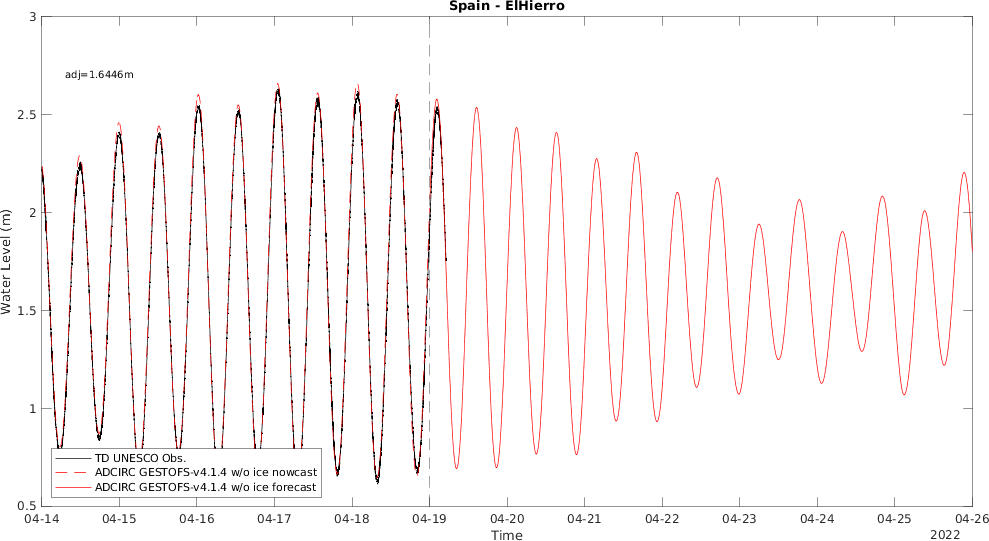 Spain - ElHierro
adj=1.6446m
3
2.5
2
1.5
1
0.5
Water Level (m)
TD UNESCO Obs.
ADCIRC GESTOFS-v4.1.4 w/o ice nowcast
ADCIRC GESTOFS-v4.1.4 w/o ice forecast
04-14 04-15 04-16 04-17 04-18 04-19 04-20 04-21 04-22 04-23 04-24 04-25 04-26
Time
2022